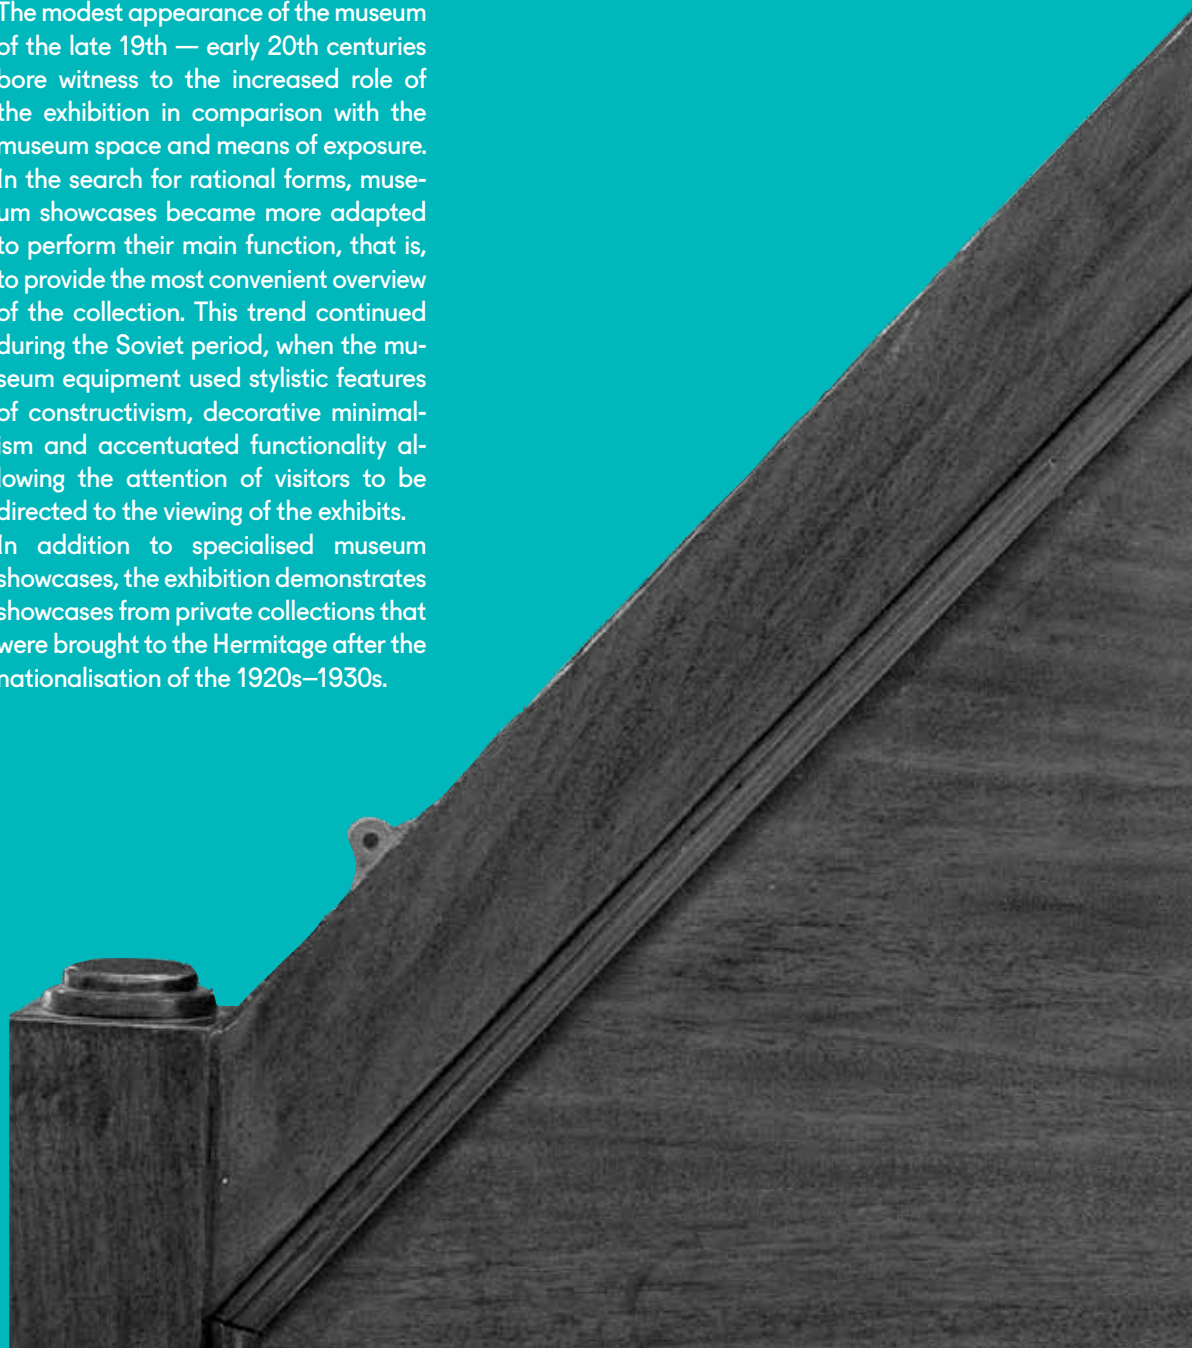 The modest appearance of the museum
of the late 19th — early 20th centuries
bore witness to the increased role of
the exhibition in comparison with the
museum space and means of exposure.
In the search for rational forms, muse-
um showcases became more adapted
to perform their main function, that is,
to provide the most convenient overview
of the collection. This trend continued
during the Soviet period, when the mu-
seum equipment used stylistic features
of constructivism, decorative minimal-
ism and accentuated functionality al-
lowing the attention of visitors to be
directed to the viewing of the exhibits.
In addition to specialised museum
showcases, the exhibition demonstrates
showcases from private collections that
were brought to the Hermitage after the
nationalisation of the 1920s–1930s.